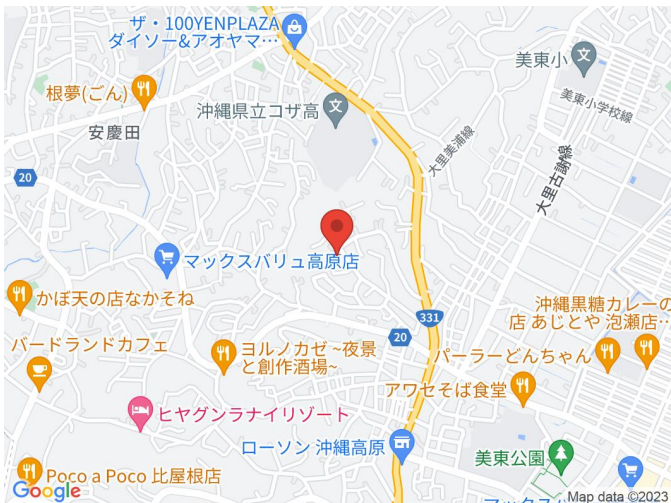 ザ・100YENPLAZA
ダイソー&アオヤマ…
美東小
根夢(ごん)
沖縄県立コザ高
美東小学校線
安慶田
大里美浦線
20
大里古謝線
マックスバリュ高原店
かぼ天の店なかそね
沖縄黒糖カレーの
店 あじとや 泡瀬店…
331
20
バードランドカフェ
ヨルノカゼ ~夜景
と創作酒場~
パーラーどんちゃん
アワセそば食堂
ヒヤグンラナイリゾート
ローソン 沖縄高原
美東公園
Poco a Poco 比屋根店
Google
Map data ©2023